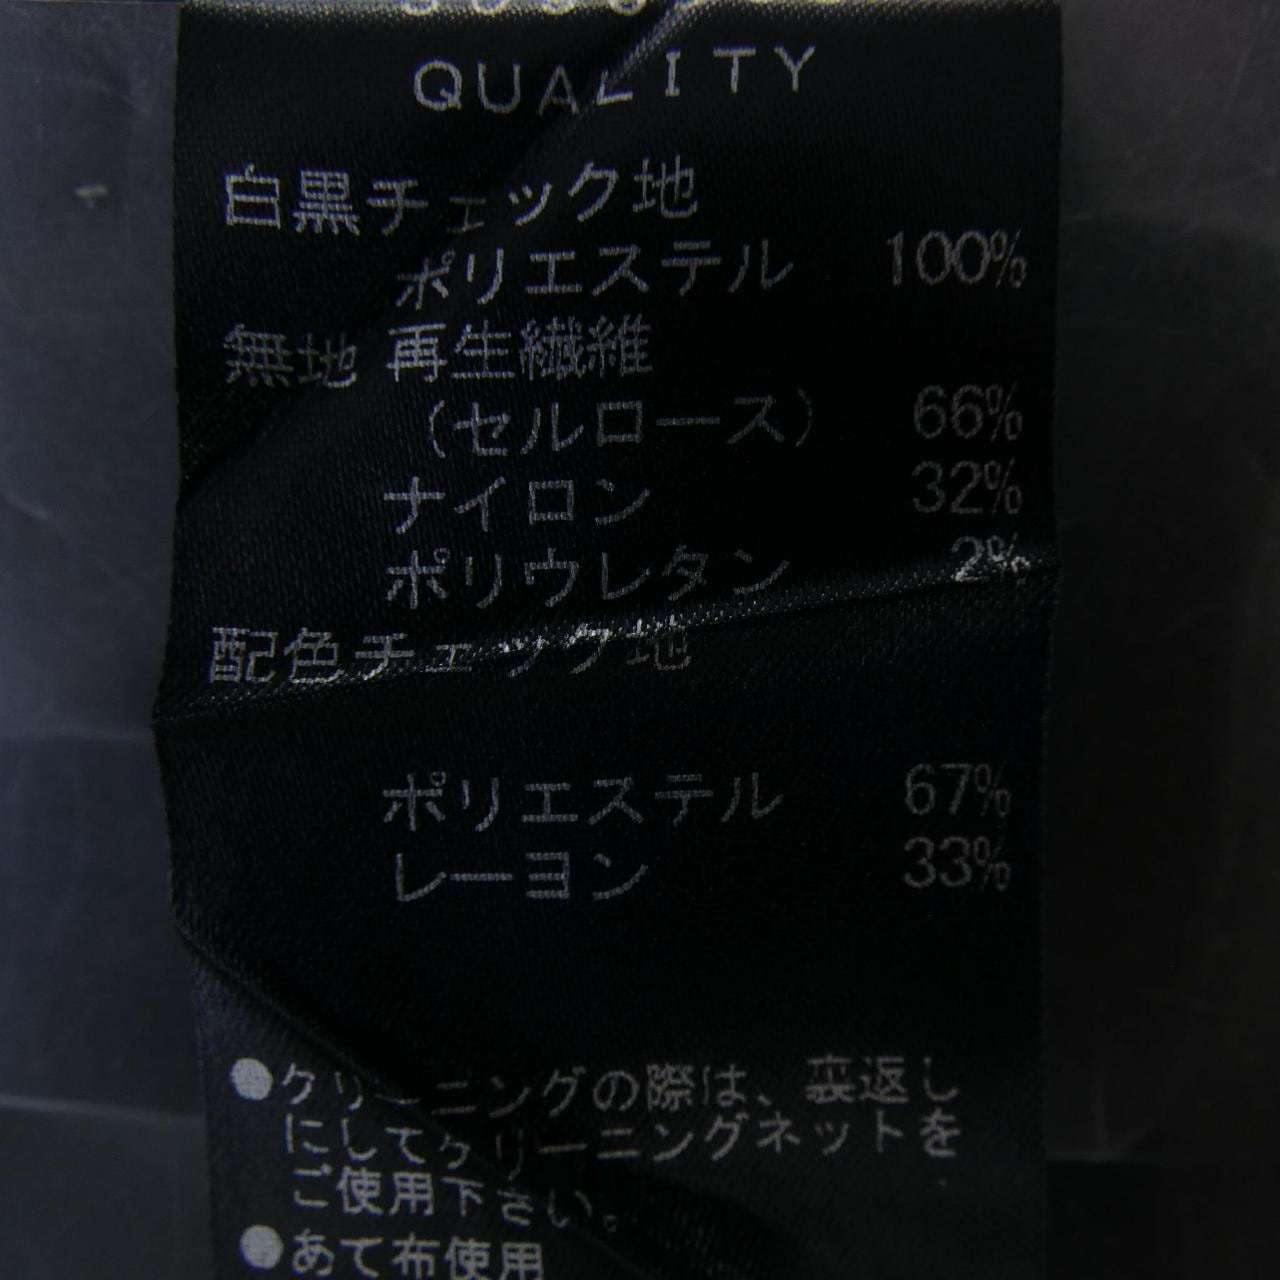 QUALITY
白黒チェック地
ポリエステル 100%
無地 再生繊維
(セルロース) 66%
ナイロン 32%
ポリウレタン 2%
配色チェック地
ポリエステル 67%
レーヨン 33%
●クリーニングの際は、裏返し
にしてクリーニングネットを
ご使用下さい。
●あて布使用